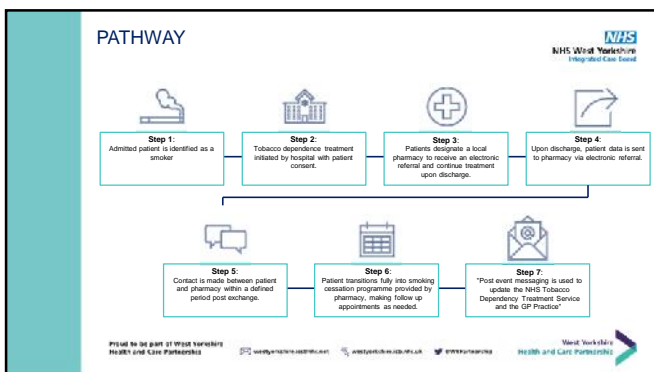 PATHWAY
NHS
NHS West Yorkshire
Integrated Care Board
Step 1:
Admitted patient is identified as a
smoker
Step 2:
Tobacco dependence treatment
initiated by hospital with patient
consent.
Step 3:
Patients designate a local
pharmacy to receive an electronic
referral and continue treatment
upon discharge.
Step 4:
Upon discharge, patient data is sent
to pharmacy via electronic referral.
Step 5:
Contact is made between patient
and pharmacy within a defined
period post exchange.
Step 6:
Patient transitions fully into smoking
cessation programme provided by
pharmacy, making follow up
appointments as needed.
Step 7:
"Post event messaging is used to
update the NHS Tobacco
Dependency Treatment Service
and the GP Practice"
Proud to be part of West Yorkshire
Health and Care Partnership
westyorkshire.icb.nhs.uk
@WYPartnership
West Yorkshire
Health and Care Partnership